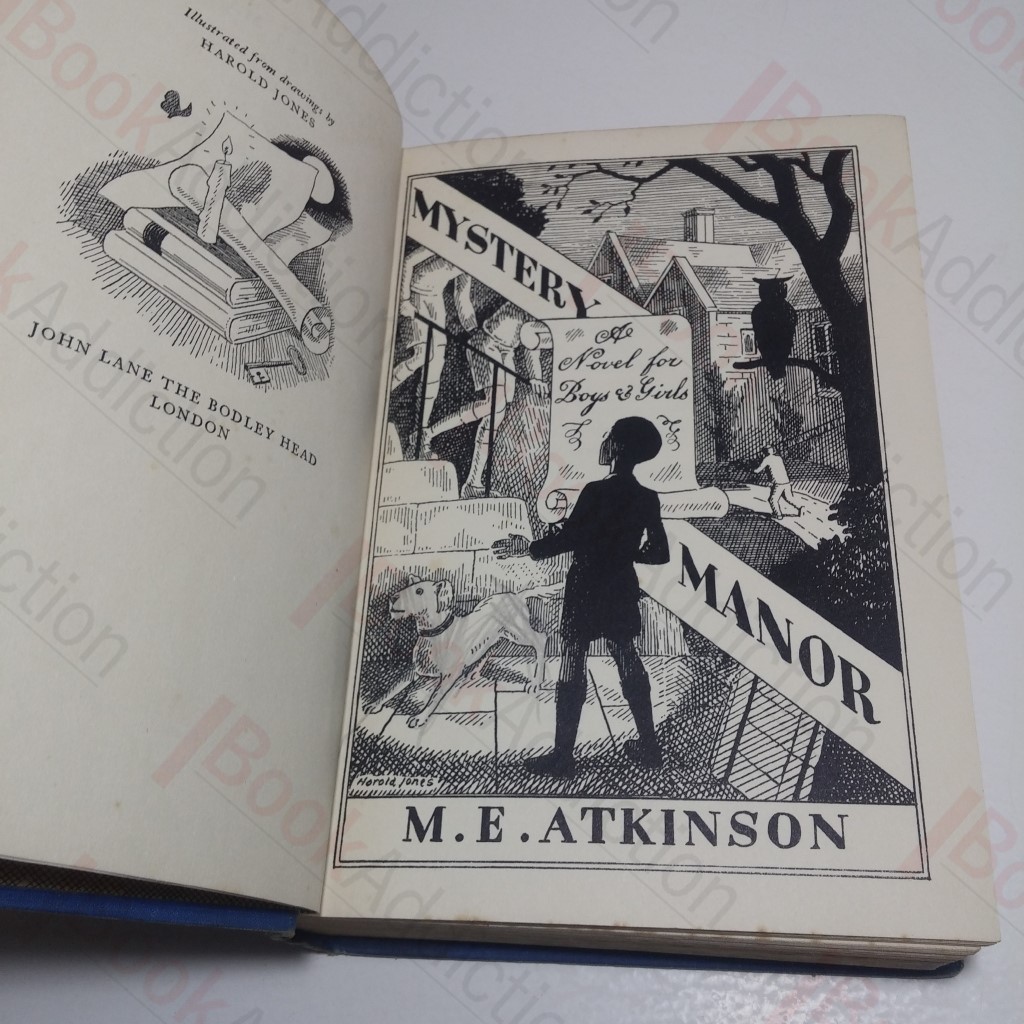 Illustrated from drawings by
HAROLD JONES
JOHN LANE THE BODLEY HEAD
LONDON
MYSTERY
A
Novel for
Boys & Girls
MANOR
Harold Jones
M. E. ATKINSON
BookAddiction